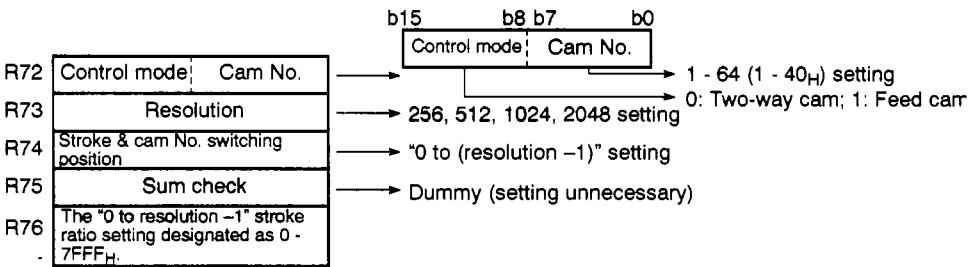 b15 b8 b7 b0
Control mode Cam No.
R72 Control mode Cam No. 1 - 64 (1 - 40H) setting
0: Two-way cam; 1: Feed cam
R73 Resolution 256, 512, 1024, 2048 setting
R74 Stroke & cam No. switching
position
"0 to (resolution –1)" setting
R75 Sum check Dummy (setting unnecessary)
R76 The "0 to resolution –1" stroke
ratio setting designated as 0 -
7FFFH.
-